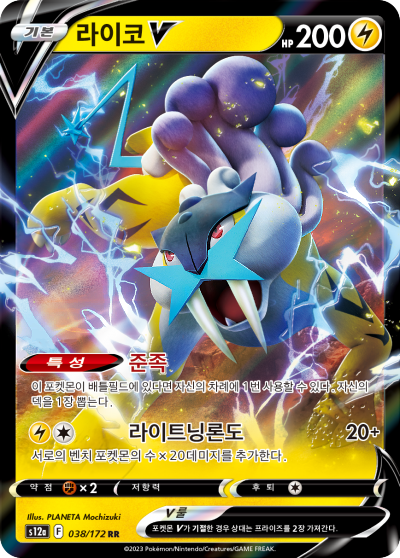 기본 라이코 V HP 200
특성 준족
이 포켓몬이 배틀필드에 있다면 자신의 차례에 1번 사용할 수 있다. 자신의
덱을 1장 뽑는다.
라이트닝론도 20+
서로의 벤치 포켓몬의 수×20데미지를 추가한다.
약점 ×2 저항력 후퇴
Illus. PLANETA Mochizuki
V룰
s12a F 038/172 RR
포켓몬 V가 기절한 경우 상대는 프라이즈를 2장 가져간다.
©2023 Pokémon/Nintendo/Creatures/GAME FREAK.